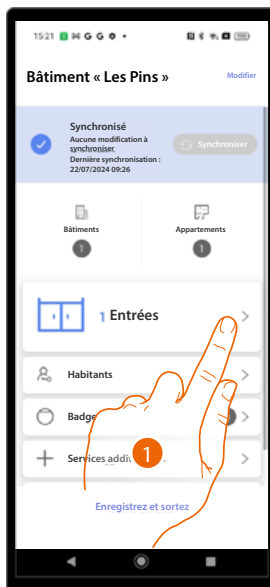 15:21 G G
Bâtiment « Les Pins »
Modifier
Synchronisé
Aucune modification à
synchroniser
Dernière synchronisation :
22/07/2024 09:26
Synchroniser
Bâtiments
1
Appartements
1
1 Entrées
Habitants
Badge
1
Services addi
Enregistrez et sortez